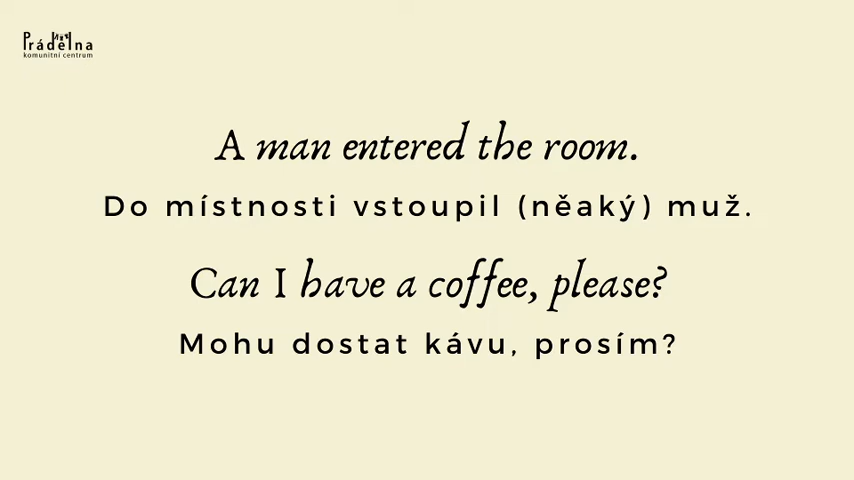 Prádelna
komunitní centrum
A man entered the room.
Do místnosti vstoupil (něaký) muž.
Can I have a coffee, please?
Mohu dostat kávu, prosím?